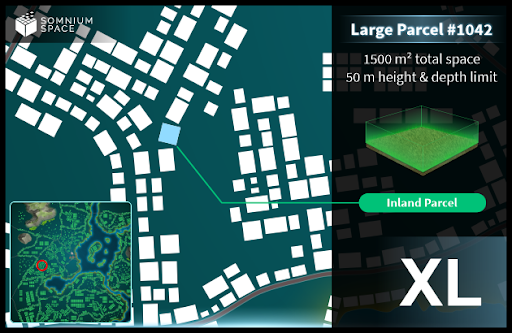 SOMNIUM
SPACE
Large Parcel #1042
1500 m² total space
50 m height & depth limit
Inland Parcel
XL